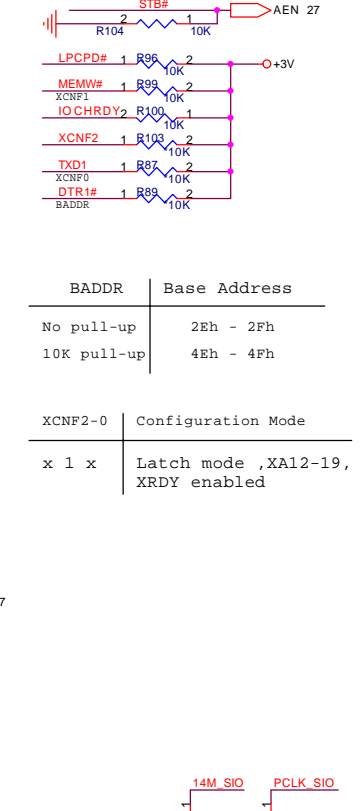 STB#
AEN 27
2 1
R104 10K
LPCPD# 1 R96 2 +3V
10K
MEMW# 1 R99 2
XCNF1 10K
IOCHRDY 2 R100 1
10K
XCNF2 1 R103 2
10K
TXD1 1 R87 2
XCNF0 10K
DTR1# 1 R89 2
BADDR 10K
BADDR Base Address
No pull-up 2Eh - 2Fh
10K pull-up 4Eh - 4Fh
XCNF2-0 Configuration Mode
x 1 x Latch mode ,XA12-19,
XRDY enabled
7
14M_SIO PCLK_SIO
1 1